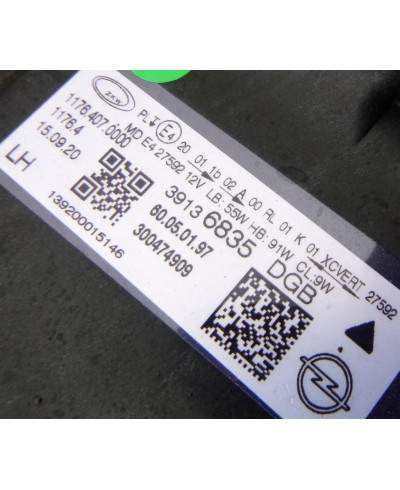 ZKW
PL E4 20 01.1b 02 A 00 RL 01 K 01 XCVERT 27592
1176.407.0000 MD E4 27592 12V LB: 55W HB: 91W CL:9W
1176.4
15.09.20
LH
3913 6835 DGB
60.05.01.97
300474909
139200015146